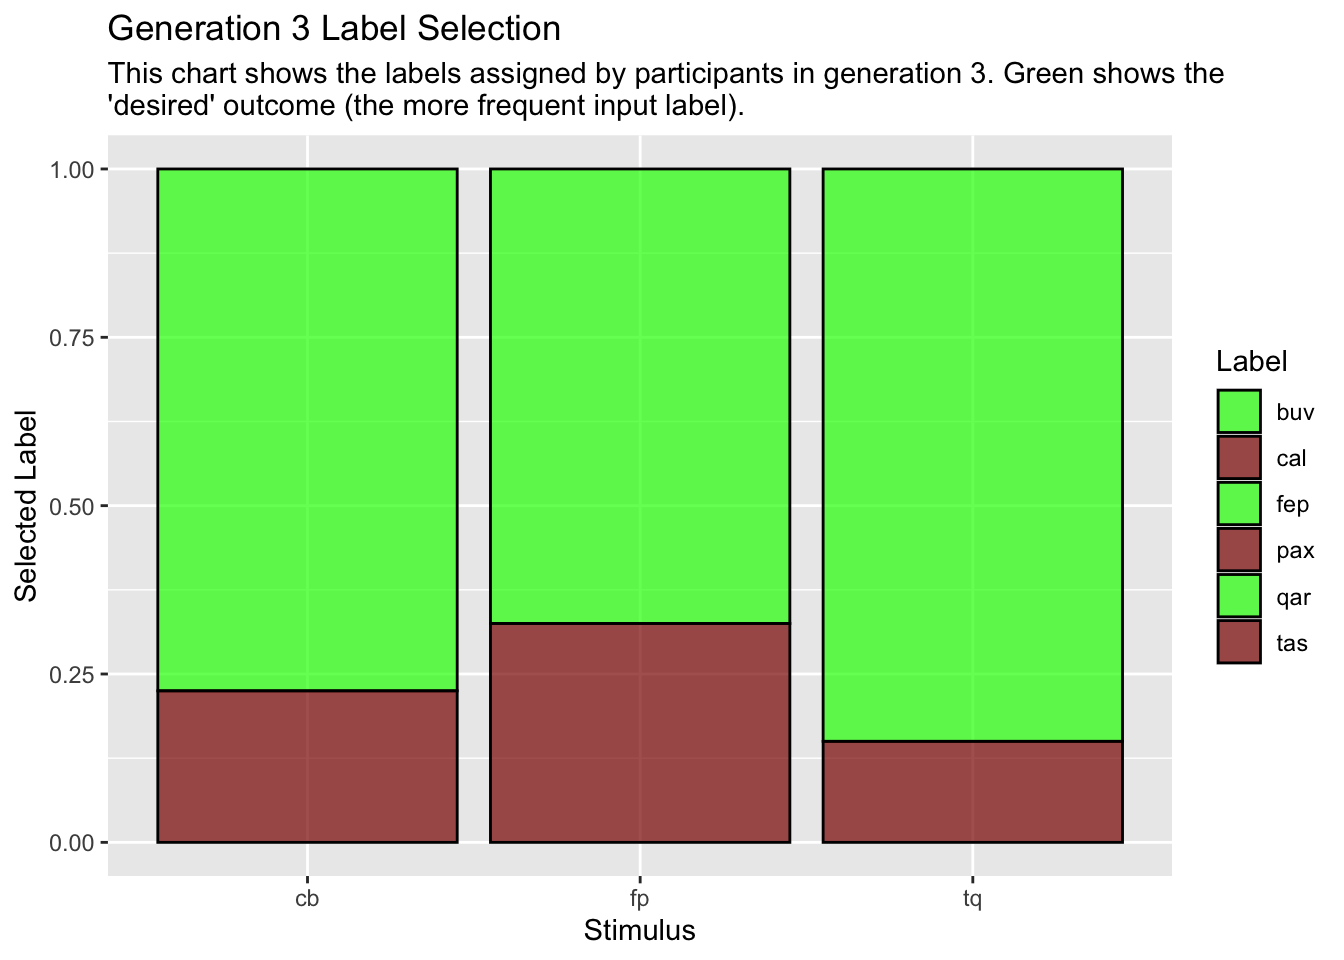 Generation 3 Label Selection
This chart shows the labels assigned by participants in generation 3. Green shows the
'desired' outcome (the more frequent input label).
1.00
0.75
0.50
0.25
0.00
Selected Label
cb
fp
tq
Stimulus
Label
buv
cal
fep
pax
qar
tas